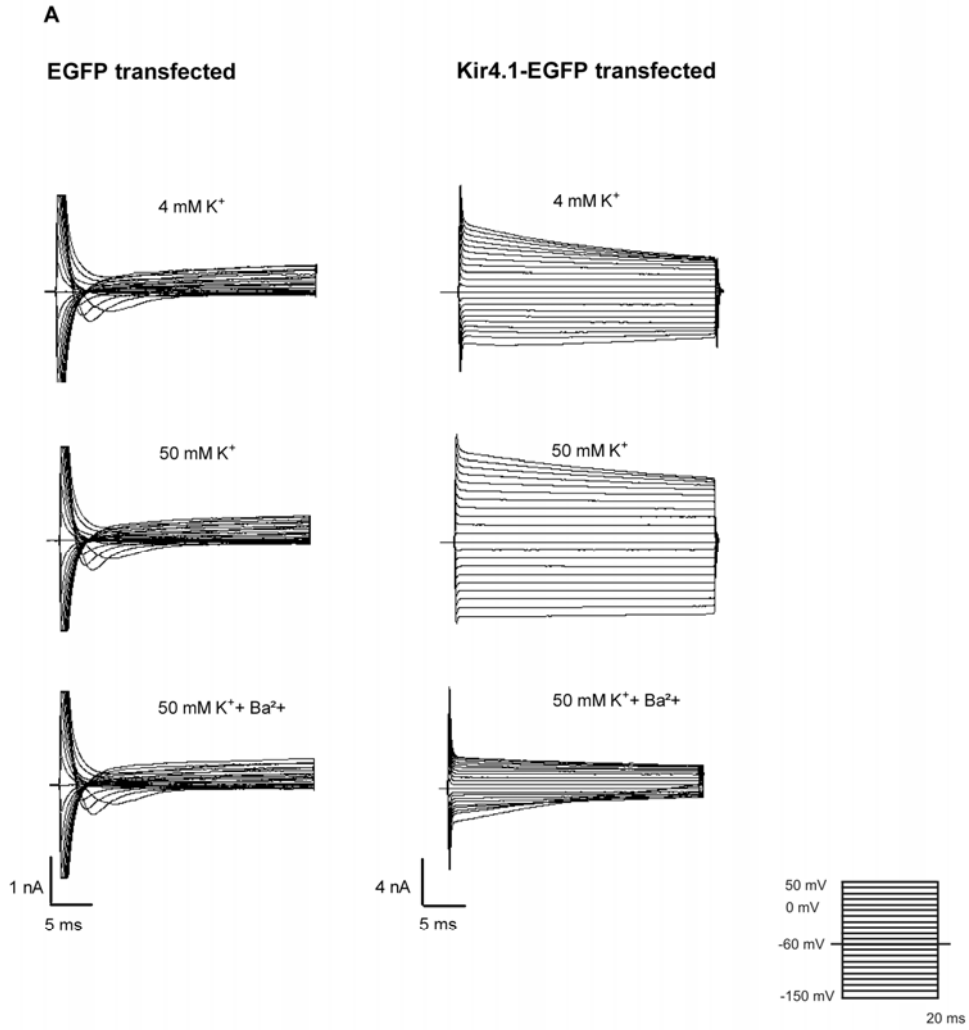 A
EGFP transfected
Kir4.1-EGFP transfected
4 mM K⁺
4 mM K⁺
50 mM K⁺
50 mM K⁺
50 mM K⁺+ Ba²+
50 mM K⁺+ Ba²+
1 nA
5 ms
4 nA
5 ms
50 mV
0 mV
-60 mV
-150 mV
20 ms